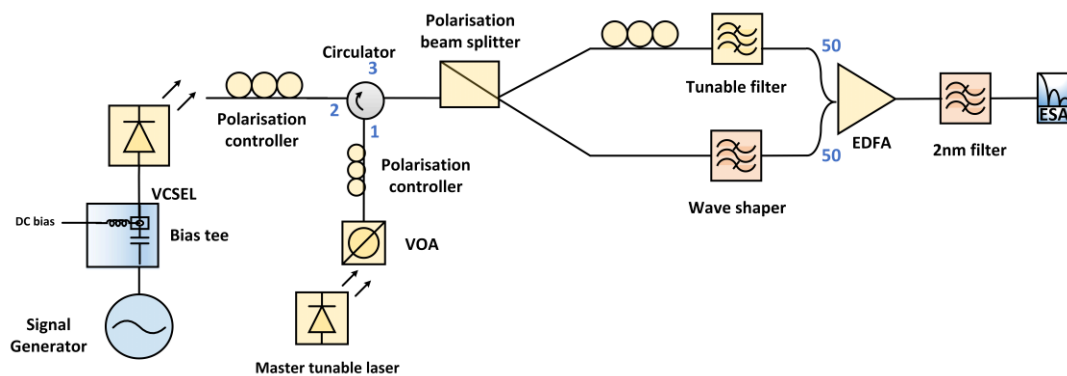 Polarisation
beam splitter
Circulator
3
50
Tunable filter
2
1
Polarisation
controller
Polarisation
controller
EDFA
2nm filter
ESA
50
Wave shaper
VCSEL
DC bias
Bias tee
VOA
Signal
Generator
Master tunable laser